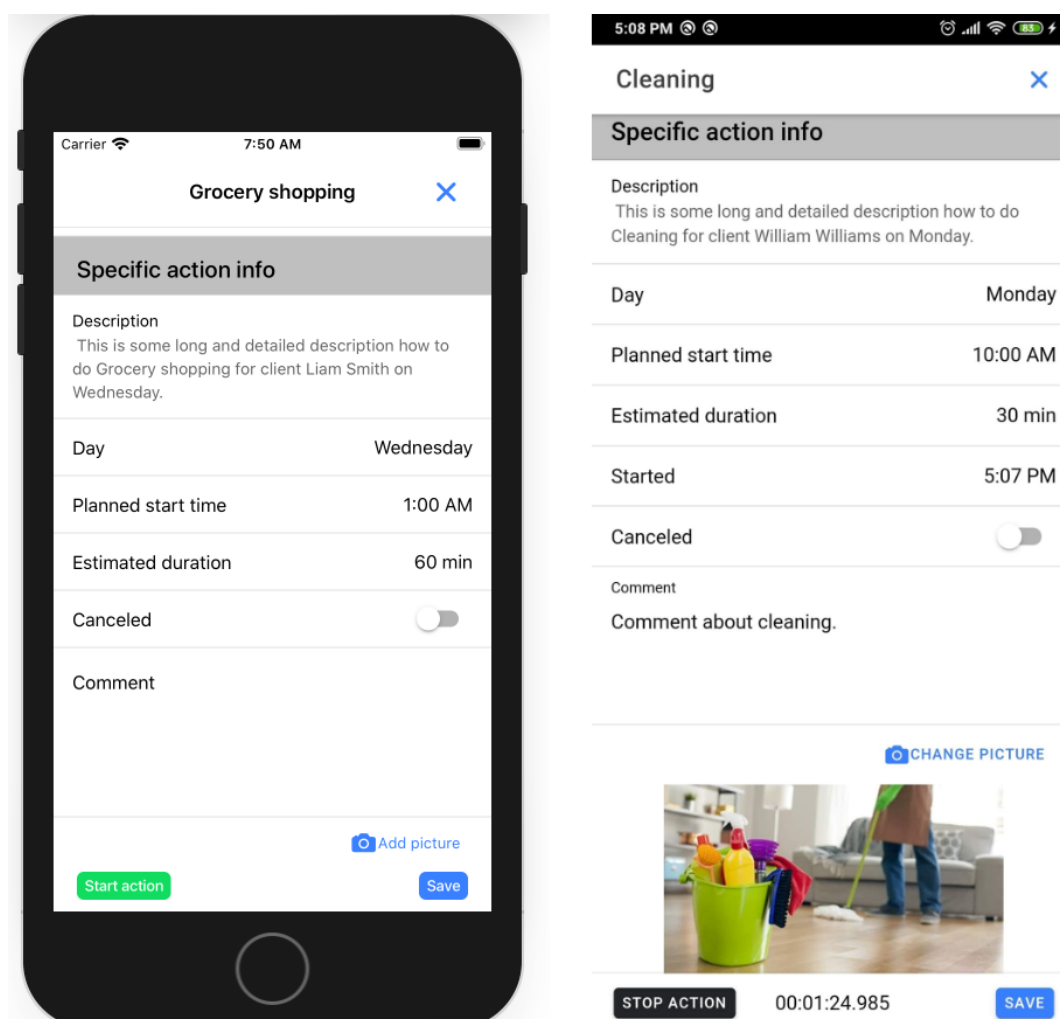 Carrier
7:50 AM
Grocery shopping
Specific action info
Description
This is some long and detailed description how to
do Grocery shopping for client Liam Smith on
Wednesday.
Day Wednesday
Planned start time 1:00 AM
Estimated duration 60 min
Canceled
Comment
Add picture
Start action Save
5:08 PM 83
Cleaning
Specific action info
Description
This is some long and detailed description how to do
Cleaning for client William Williams on Monday.
Day Monday
Planned start time 10:00 AM
Estimated duration 30 min
Started 5:07 PM
Canceled
Comment
Comment about cleaning.
CHANGE PICTURE
STOP ACTION 00:01:24.985 SAVE